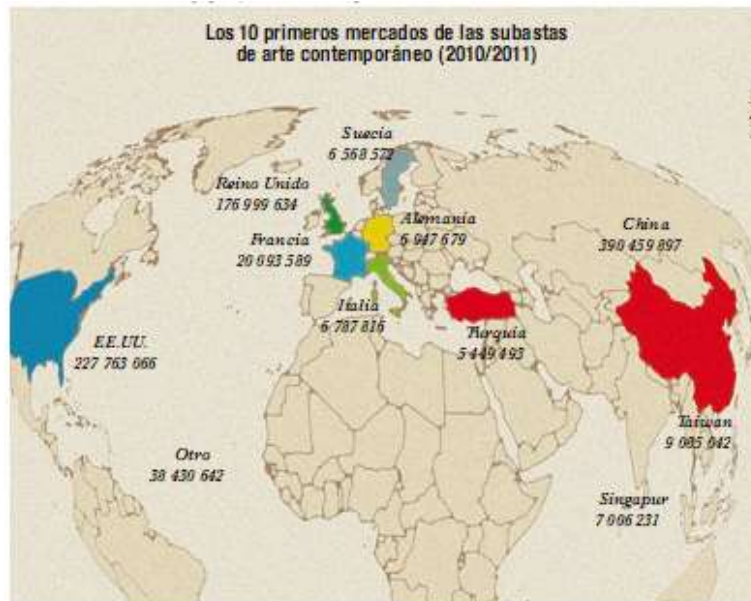 Los 10 primeros mercados de las subastas
de arte contemporáneo (2010/2011)
Suecia
6 568 572
Reino Unido
176 999 634
Alemania
6 947 679
China
390 459 897
Francia
20 093 589
Italia
6 787 816
Turquía
5 449 493
EE.UU.
227 763 066
Taiwan
9 085 042
Otro
38 430 642
Singapur
7 006 231